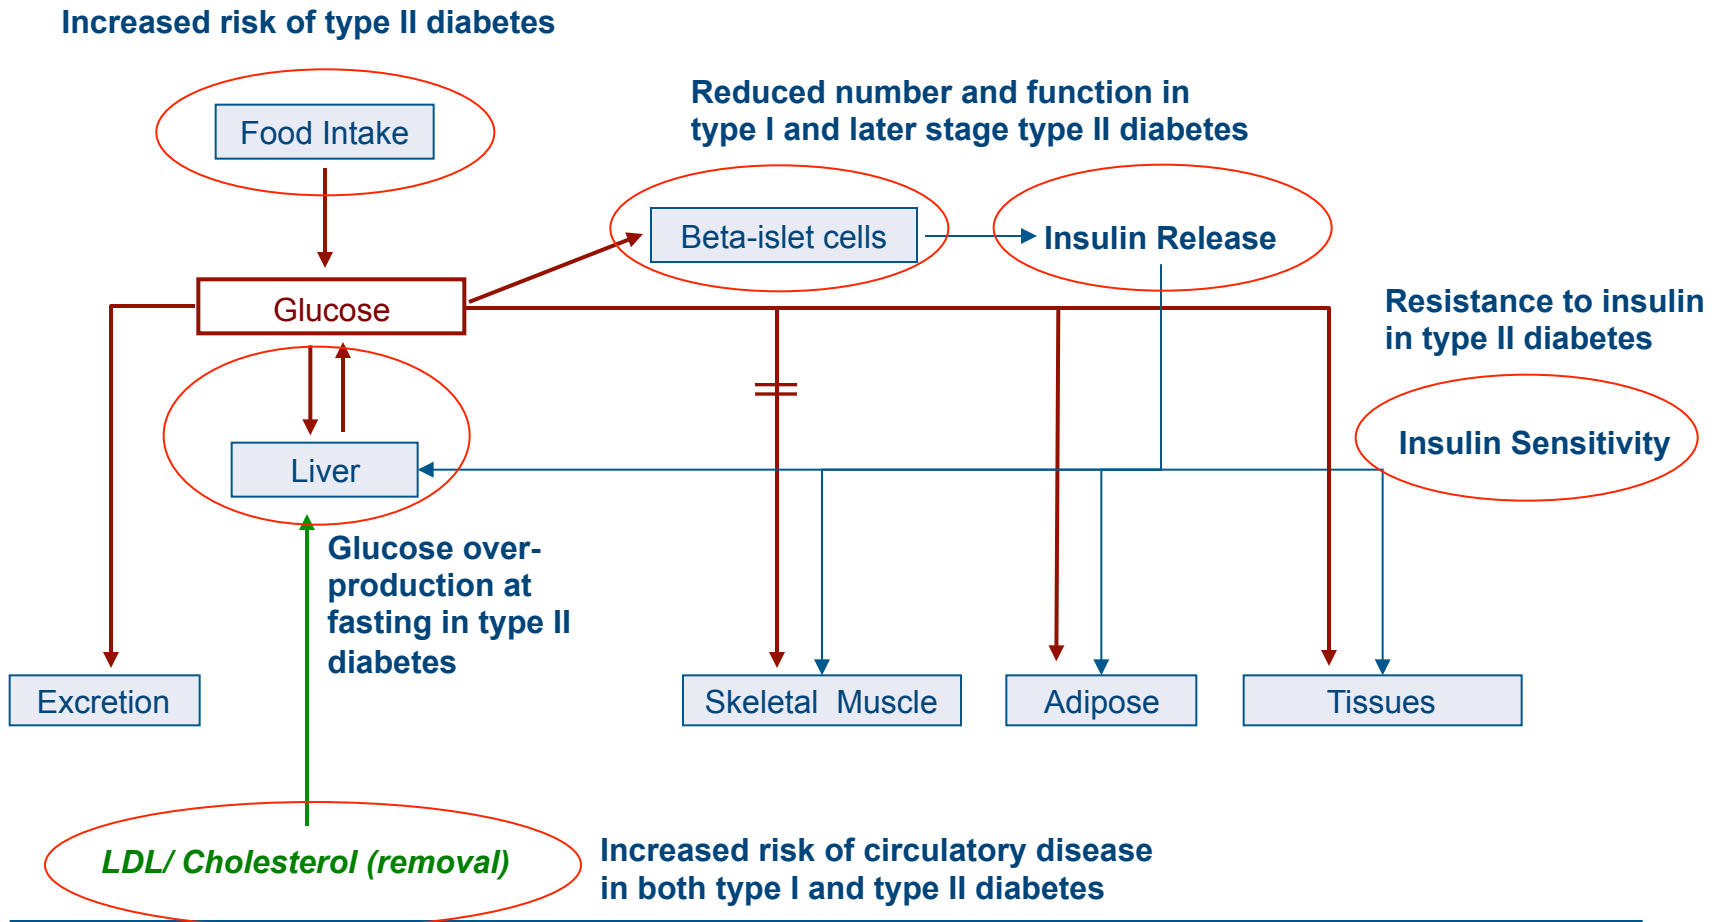 Increased risk of type II diabetes
Food Intake
Reduced number and function in
type I and later stage type II diabetes
Beta-islet cells
Insulin Release
Glucose
Resistance to insulin
in type II diabetes
Insulin Sensitivity
Liver
Glucose over-
production at
fasting in type II
diabetes
Excretion
Skeletal Muscle
Adipose
Tissues
LDL/ Cholesterol (removal)
Increased risk of circulatory disease
in both type I and type II diabetes